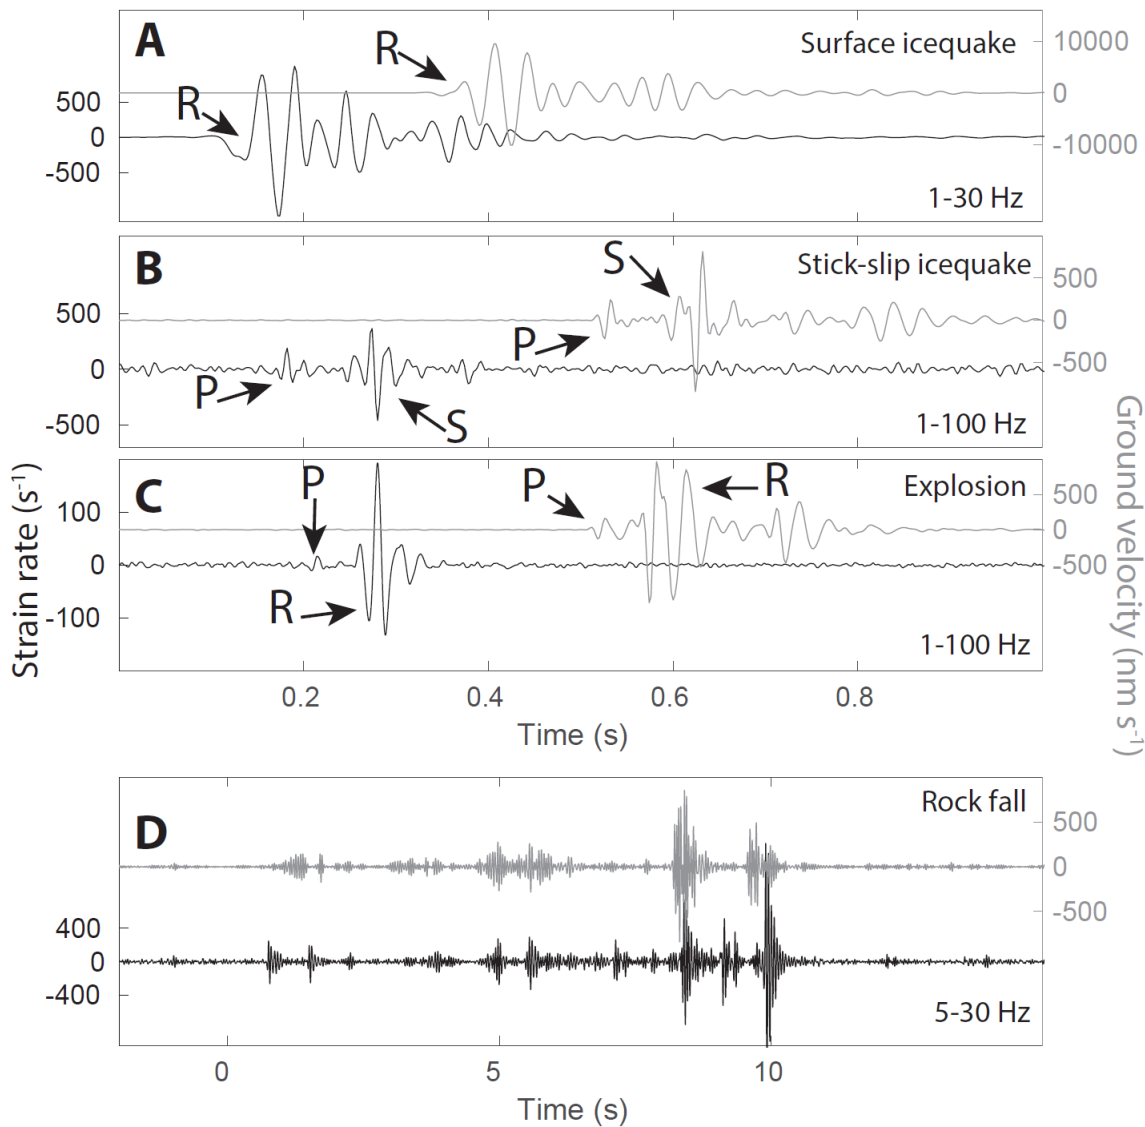 A
R
R
Surface icequake
10000
0
-10000
500
0
-500
1-30 Hz
B
S
Stick-slip icequake
500
0
-500
P
500
0
-500
P
S
1-100 Hz
C
P
P
R
Explosion
500
0
-500
100
0
-100
R
1-100 Hz
0.2
0.4
0.6
0.8
Time (s)
Strain rate (s⁻¹)
Ground velocity (nm s⁻¹)
D
Rock fall
500
0
-500
400
0
-400
5-30 Hz
0
5
10
Time (s)